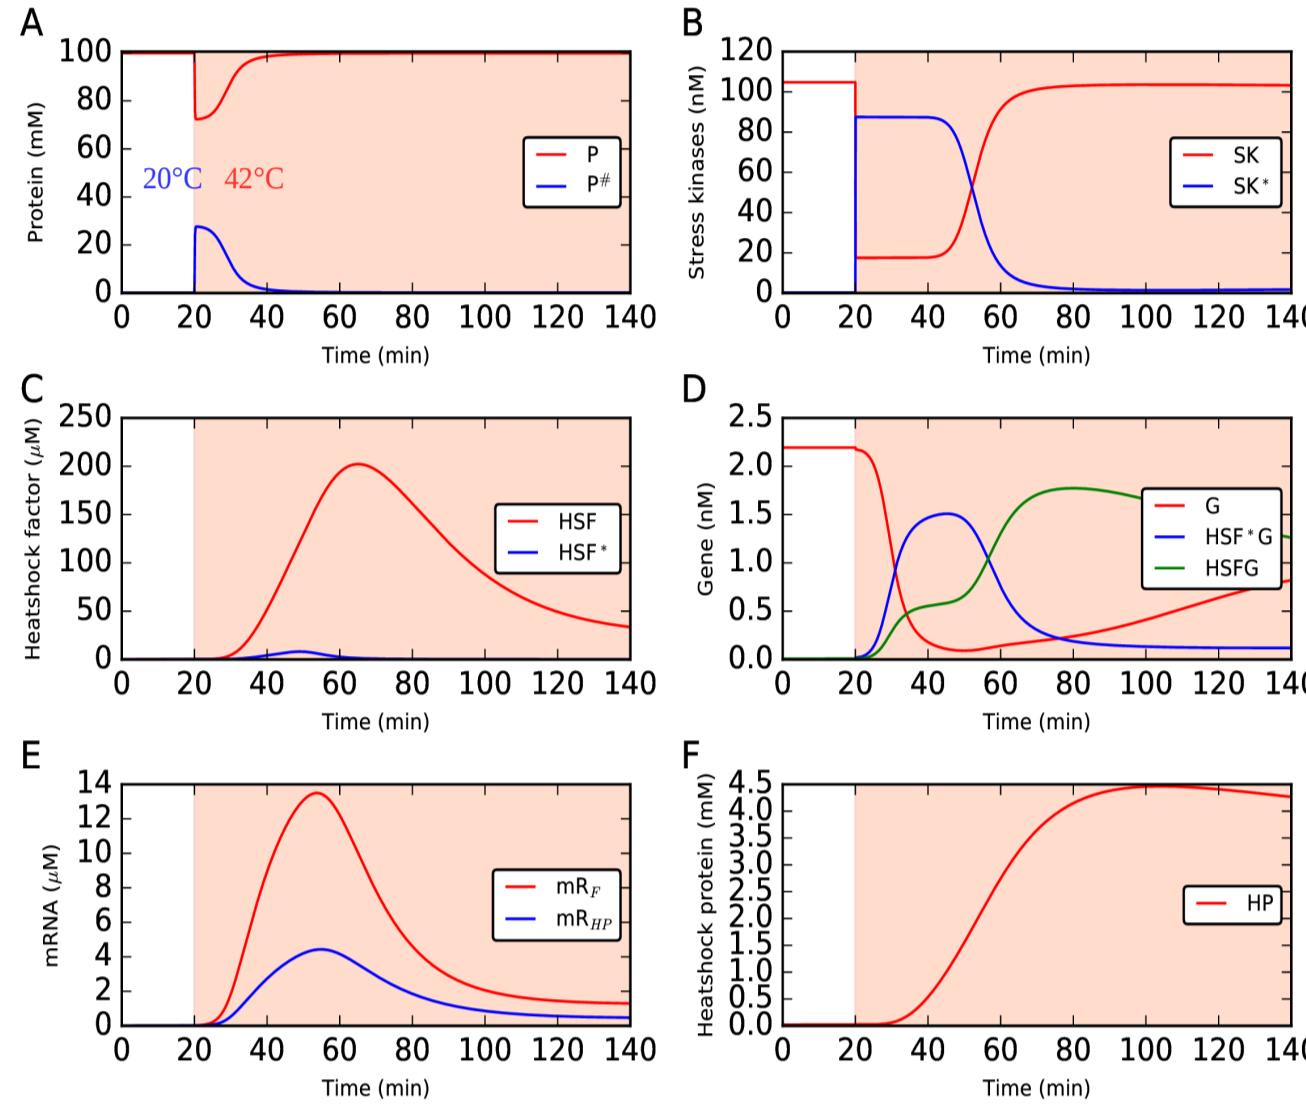 A
Protein (mM)
100
80
60
40
20
0
20°C 42°C
P
P#
0 20 40 60 80 100 120 140
Time (min)
B
Stress kinases (nM)
120
100
80
60
40
20
0
SK
SK*
0 20 40 60 80 100 120 140
Time (min)
C
Heatshock factor (μM)
250
200
150
100
50
0
HSF
HSF*
0 20 40 60 80 100 120 140
Time (min)
D
Gene (nM)
2.5
2.0
1.5
1.0
0.5
0.0
G
HSF*G
HSFG
0 20 40 60 80 100 120 140
Time (min)
E
mRNA (μM)
14
12
10
8
6
4
2
0
mRF
mRHP
0 20 40 60 80 100 120 140
Time (min)
F
Heatshock protein (mM)
4.5
4.0
3.5
3.0
2.5
2.0
1.5
1.0
0.5
0.0
HP
0 20 40 60 80 100 120 140
Time (min)